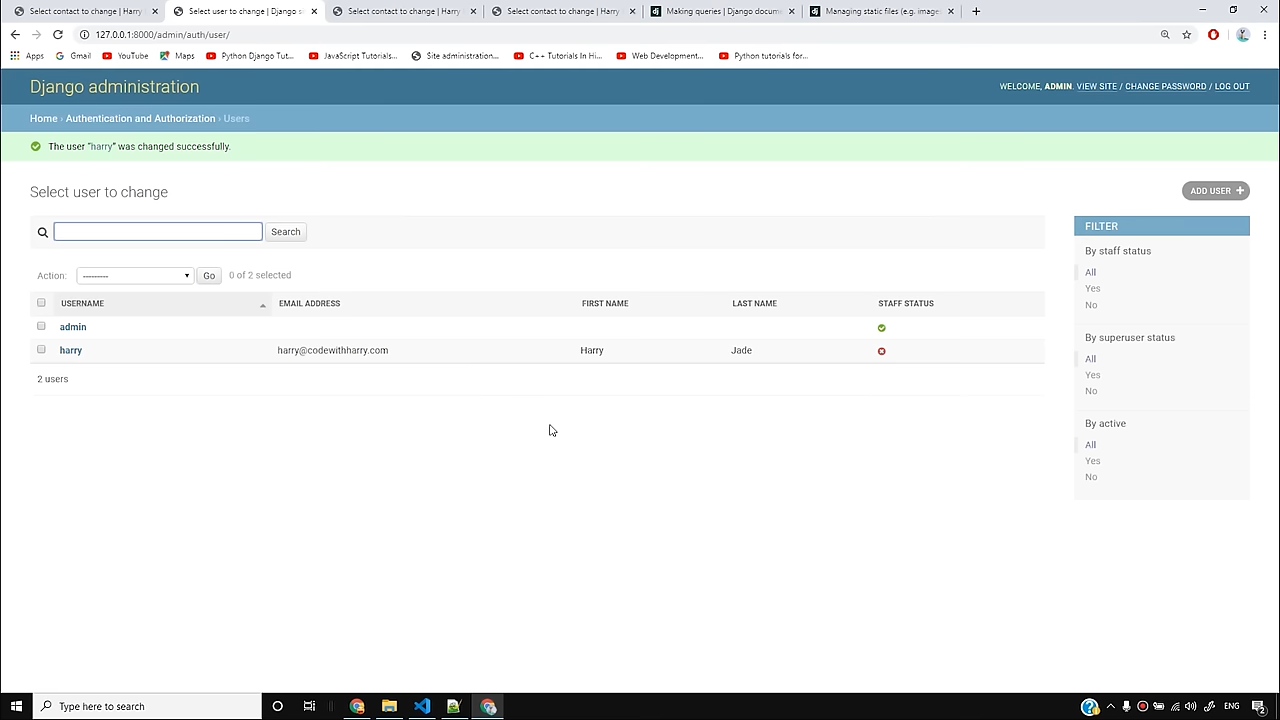 Select contact to change | Harry
Select user to change | Django s
Select contact to change | Harry
Select contact to change | Harry
Making queries | Django docume
Managing static files (e.g. image
127.0.0.1:8000/admin/auth/user/
Apps
Gmail
YouTube
Maps
Python Django Tut...
JavaScript Tutorials...
Site administration...
C++ Tutorials In Hi...
Web Development...
Python tutorials for...
Django administration
WELCOME, ADMIN. VIEW SITE / CHANGE PASSWORD / LOG OUT
Home › Authentication and Authorization › Users
The user “harry” was changed successfully.
Select user to change
ADD USER +
Search
Action: --------- Go 0 of 2 selected
USERNAME EMAIL ADDRESS FIRST NAME LAST NAME STAFF STATUS
admin
harry harry@codewithharry.com Harry Jade
2 users
FILTER
By staff status
All
Yes
No
By superuser status
All
Yes
No
By active
All
Yes
No
Type here to search
ENG